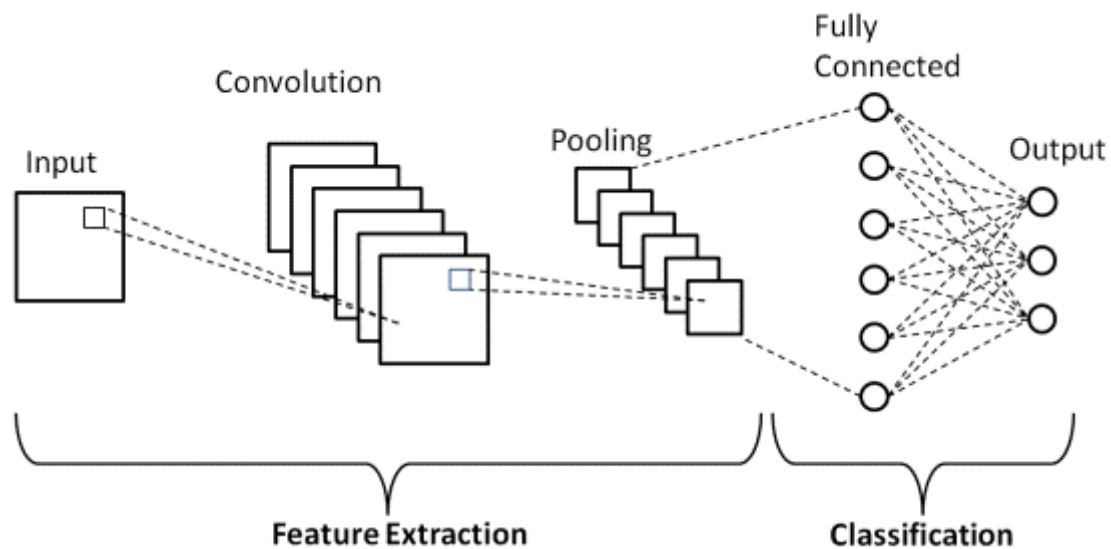 Fully
Connected
Convolution
Pooling
Input
Output
Feature Extraction
Classification